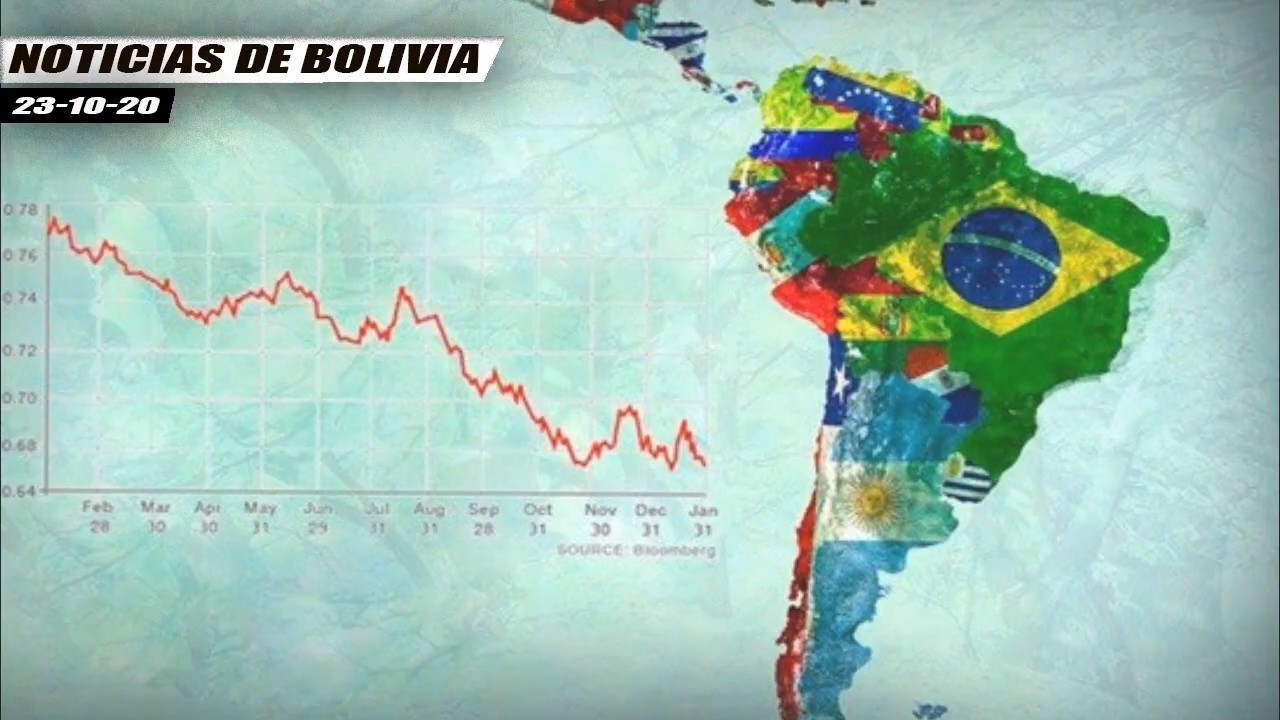 NOTICIAS DE BOLIVIA
23-10-20
0.78
0.76
0.74
0.72
0.70
0.68
0.64
Feb Mar Apr May Jun Jul Aug Sep Oct Nov Dec Jan
28 30 30 31 29 31 31 28 31 30 31 31
SOURCE: Bloomberg